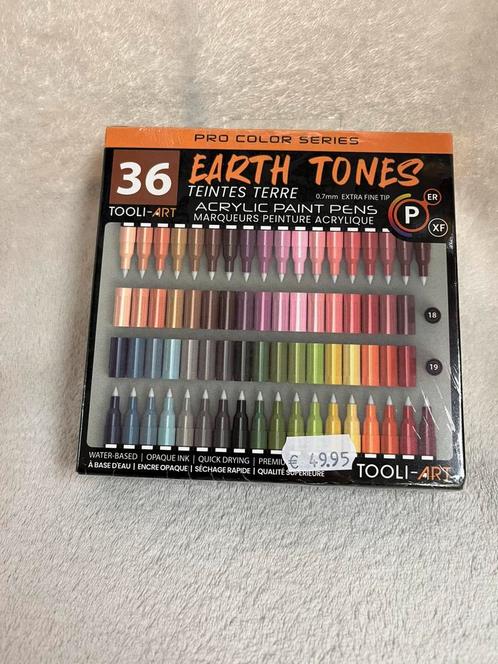 PRO COLOR SERIES
36
EARTH TONES
TEINTES TERRE
0.7mm EXTRA FINE TIP
TOOLI-ART
ACRYLIC PAINT PENS
MARQUEURS PEINTURE ACRYLIQUE
P
ER
XF
18
19
WATER-BASED | OPAQUE INK | QUICK DRYING | PREMIU
À BASE D'EAU | ENCRE OPAQUE | SÉCHAGE RAPIDE | QUALITÉ SUPÉRIEURE
€ 49.95
TOOLI-ART